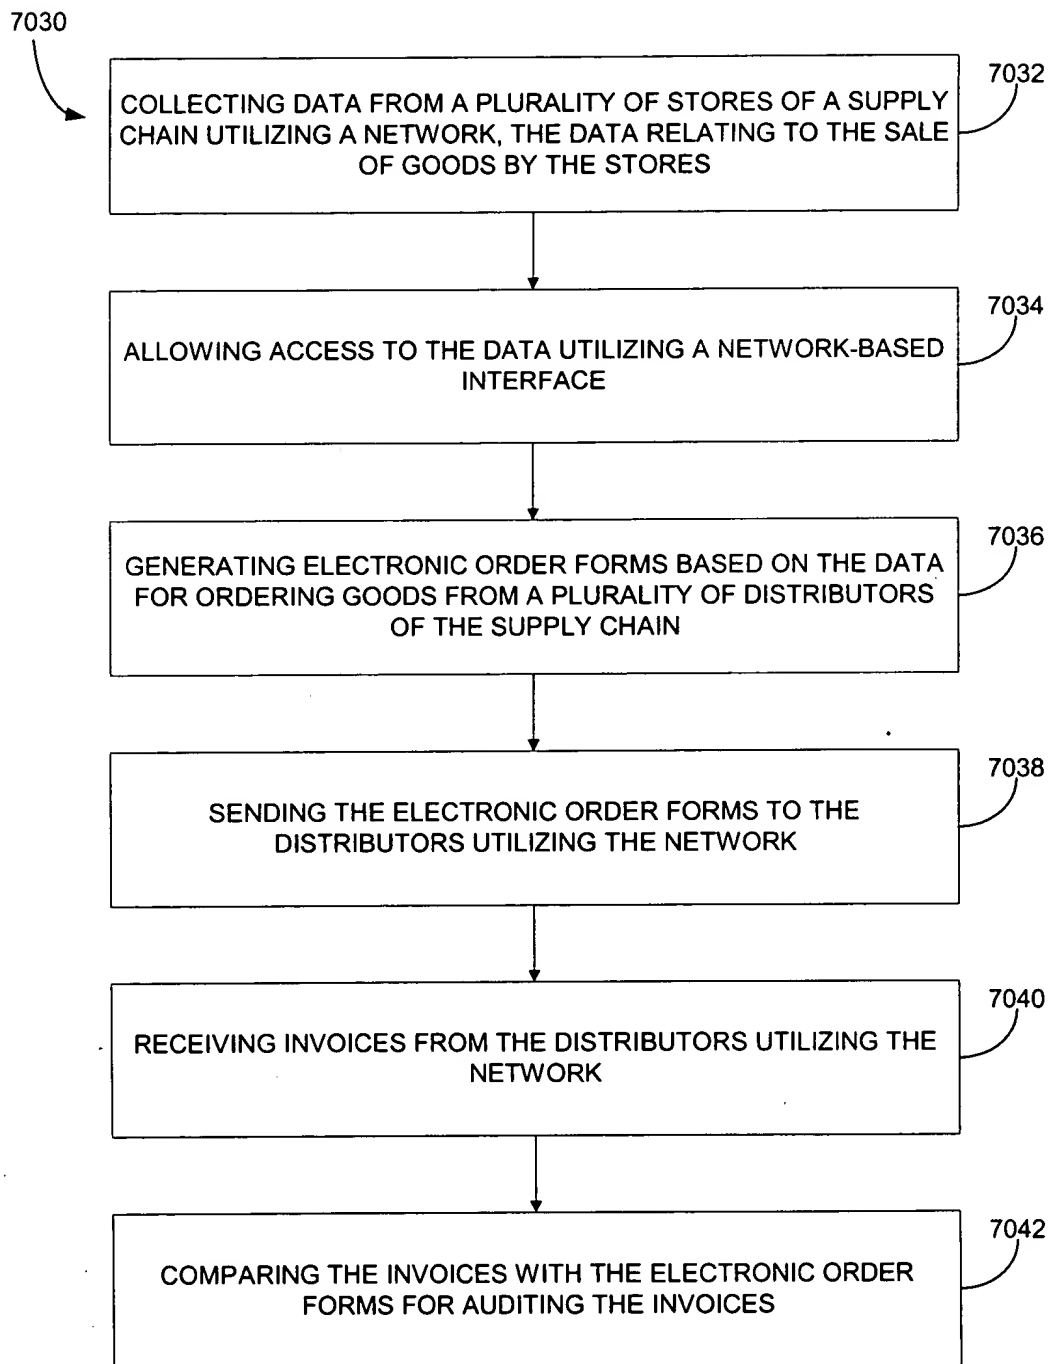 7030
7032
COLLECTING DATA FROM A PLURALITY OF STORES OF A SUPPLY
CHAIN UTILIZING A NETWORK, THE DATA RELATING TO THE SALE
OF GOODS BY THE STORES
7034
ALLOWING ACCESS TO THE DATA UTILIZING A NETWORK-BASED
INTERFACE
7036
GENERATING ELECTRONIC ORDER FORMS BASED ON THE DATA
FOR ORDERING GOODS FROM A PLURALITY OF DISTRIBUTORS
OF THE SUPPLY CHAIN
7038
SENDING THE ELECTRONIC ORDER FORMS TO THE
DISTRIBUTORS UTILIZING THE NETWORK
7040
RECEIVING INVOICES FROM THE DISTRIBUTORS UTILIZING THE
NETWORK
7042
COMPARING THE INVOICES WITH THE ELECTRONIC ORDER
FORMS FOR AUDITING THE INVOICES